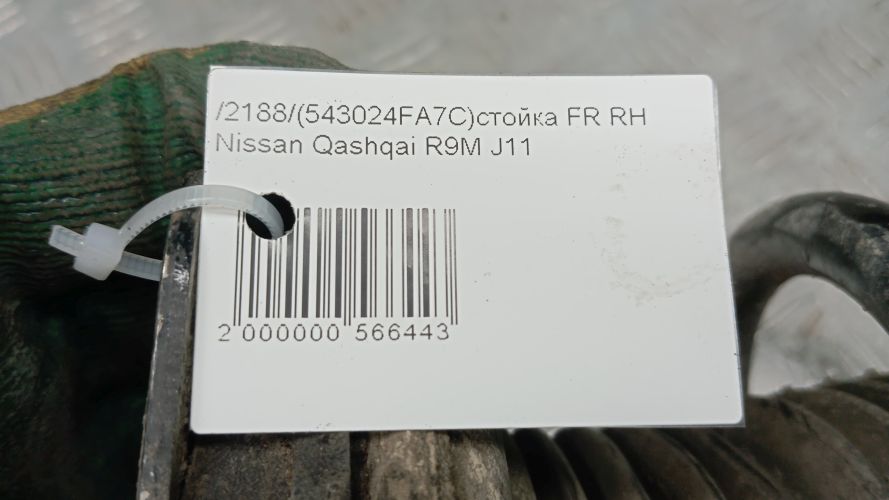 /2188/(543024FA7C)стойка FR RH
Nissan Qashqai R9M J11
2 000000 566443